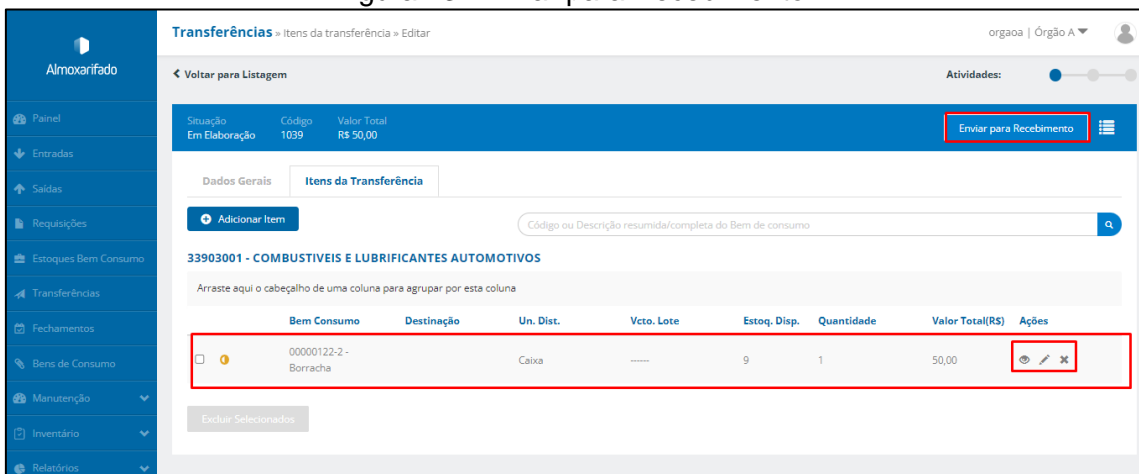 Transferências » Itens da transferência » Editar
orgaoa | Órgão A
Almoxarifado
Voltar para Listagem
Atividades:
Painel
Entradas
Saídas
Requisições
Estoques Bem Consumo
Transferências
Fechamentos
Bens de Consumo
Manutenção
Inventário
Relatórios
Situação Código Valor Total
Em Elaboração 1039 R$ 50,00
Enviar para Recebimento
Dados Gerais Itens da Transferência
Adicionar Item
Código ou Descrição resumida/completa do Bem de consumo
33903001 - COMBUSTIVEIS E LUBRIFICANTES AUTOMOTIVOS
Arraste aqui o cabeçalho de uma coluna para agrupar por esta coluna
Bem Consumo Destinação Un. Dist. Vcto. Lote Estoq. Disp. Quantidade Valor Total(R$) Ações
00000122-2 -
Borracha
Caixa ------ 9 1 50,00
Excluir Selecionados